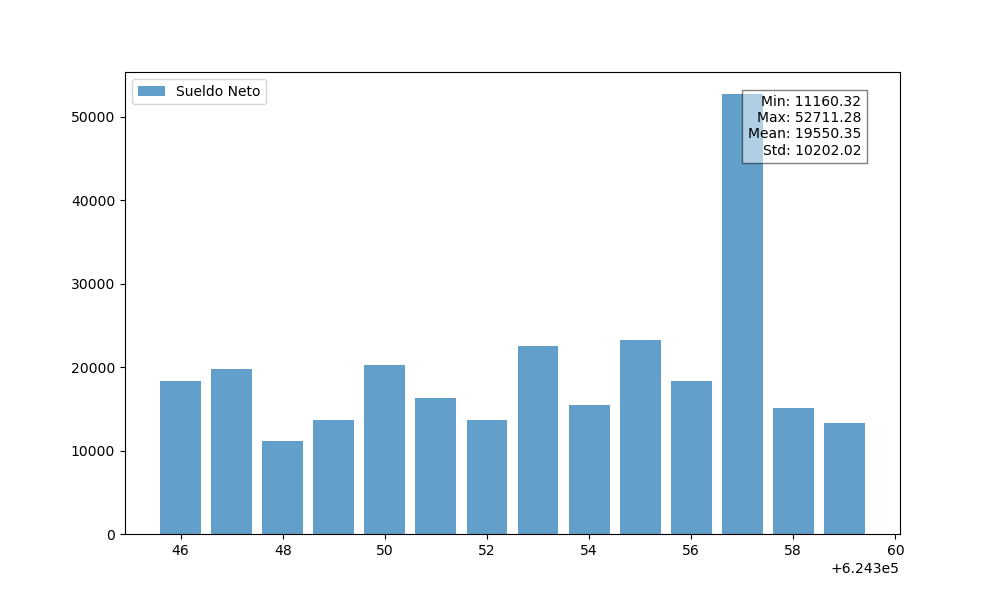 Sueldo Neto
Min: 11160.32
Max: 52711.28
Mean: 19550.35
Std: 10202.02
50000
40000
30000
20000
10000
0
46 48 50 52 54 56 58 60
+6.243e5